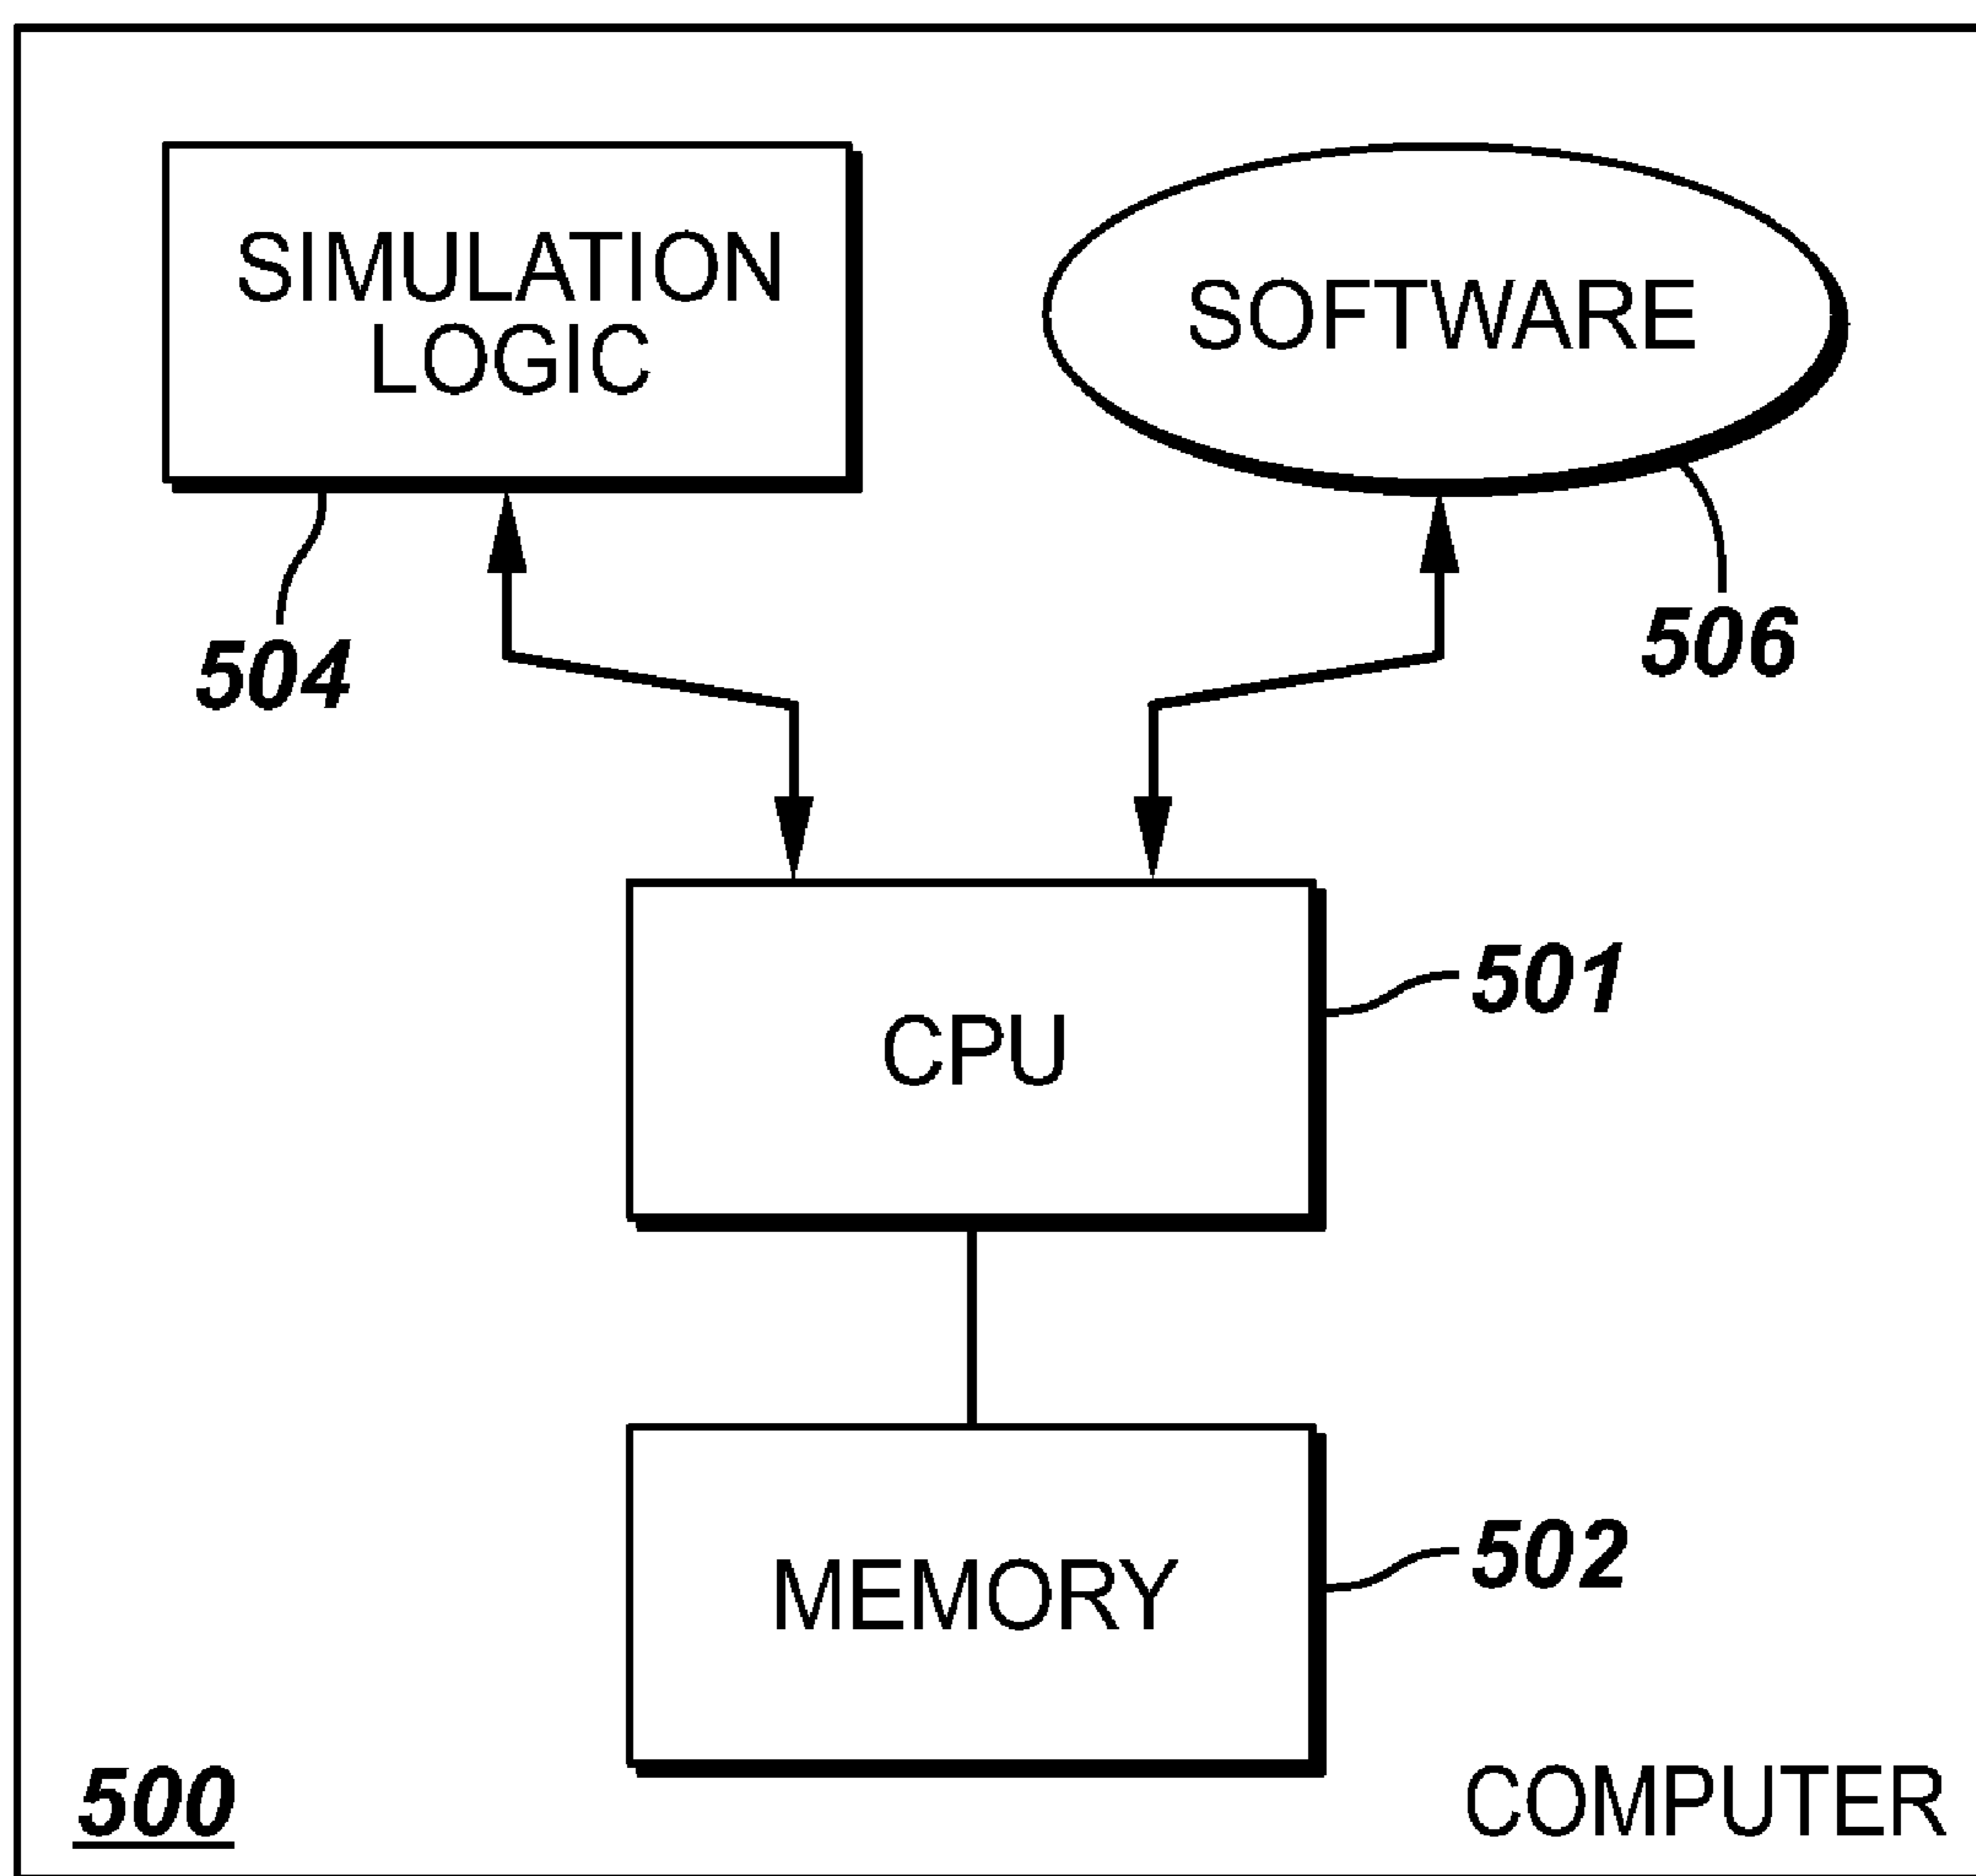 SIMULATION
LOGIC
SOFTWARE
504
506
CPU
501
MEMORY
502
500
COMPUTER